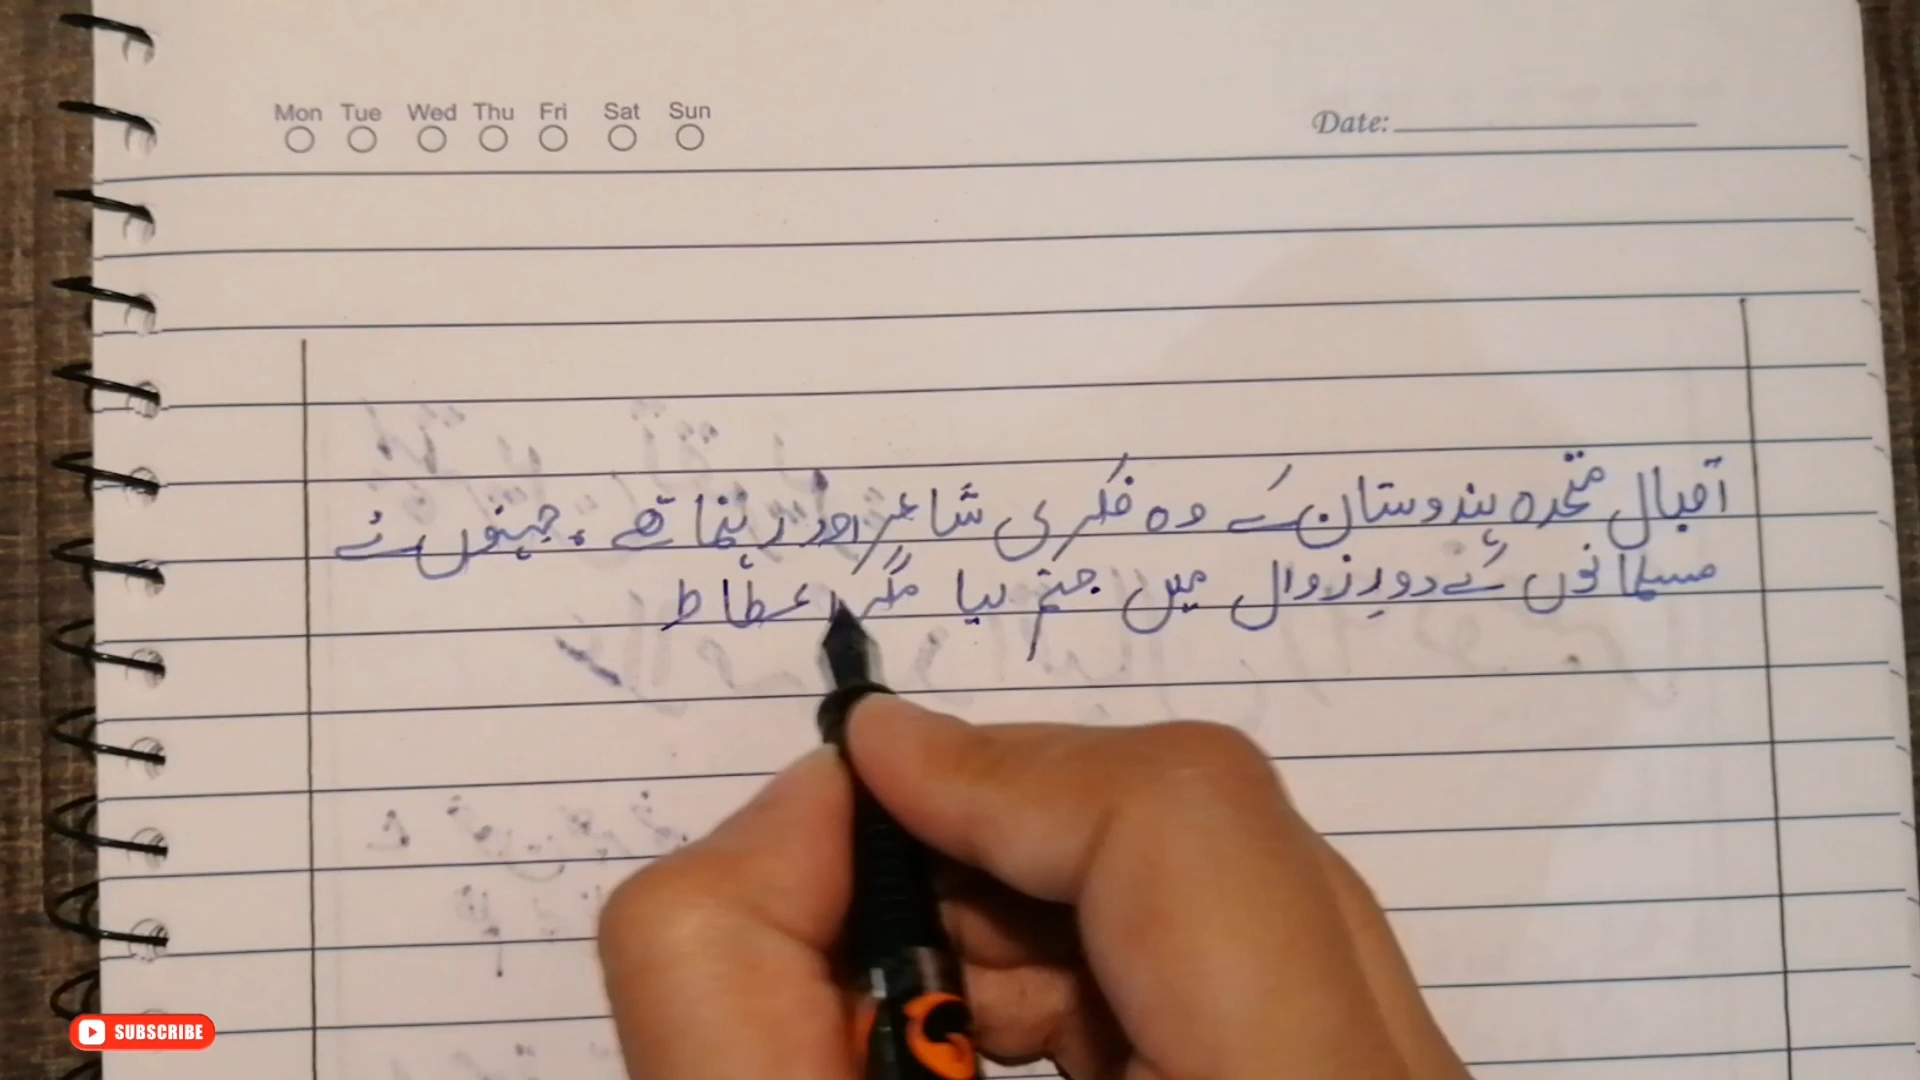 Mon Tue Wed Thu Fri Sat Sun
Date:
اقبال متحدہ ہندوستان کے وہ فکری شاعر اور رہنما تھے، جنہوں نے
مسلمانوں کے دورِ زوال میں جنم لیا مگر
SUBSCRIBE